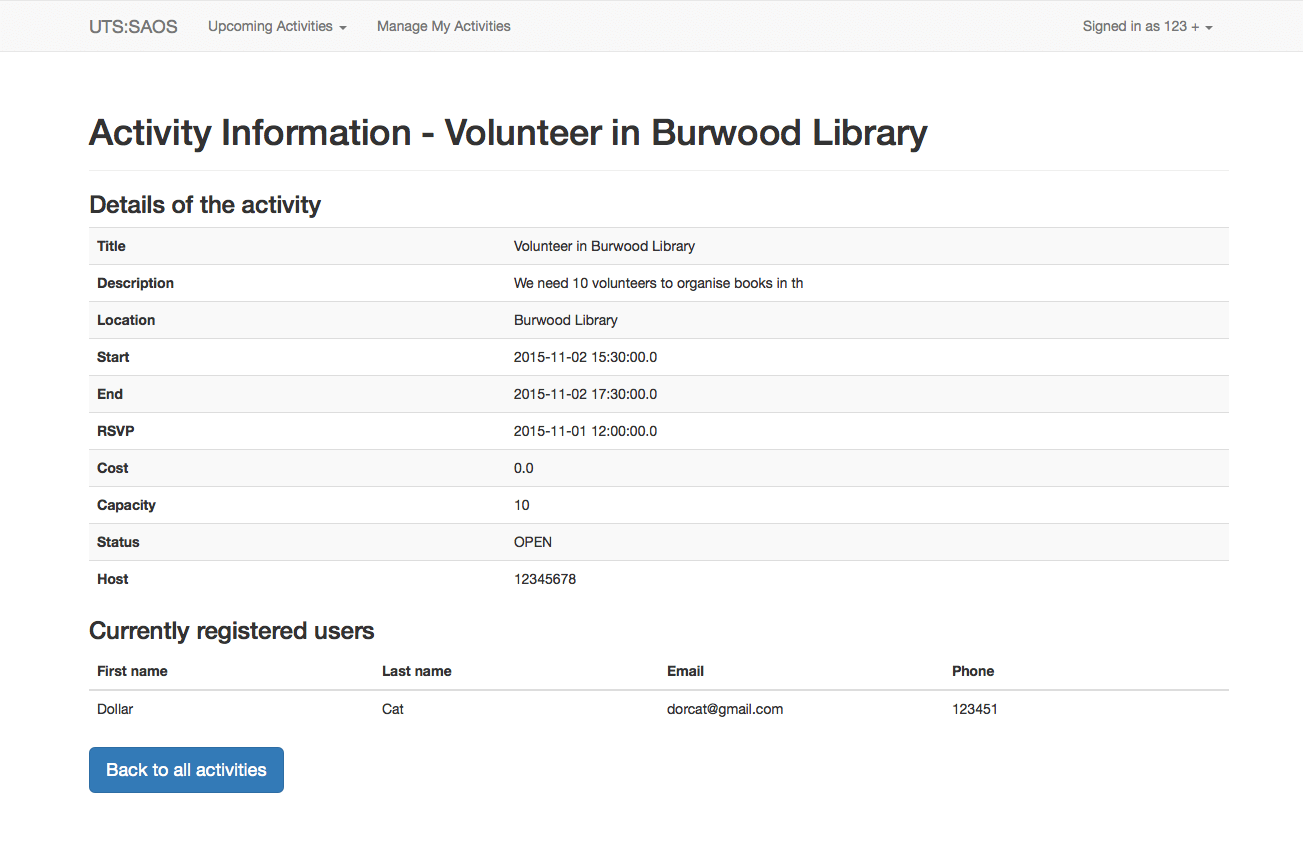 UTS:SAOS Upcoming Activities Manage My Activities Signed in as 123 +
Activity Information - Volunteer in Burwood Library
Details of the activity
Title Volunteer in Burwood Library
Description We need 10 volunteers to organise books in th
Location Burwood Library
Start 2015-11-02 15:30:00.0
End 2015-11-02 17:30:00.0
RSVP 2015-11-01 12:00:00.0
Cost 0.0
Capacity 10
Status OPEN
Host 12345678
Currently registered users
First name Last name Email Phone
Dollar Cat dorcat@gmail.com 123451
Back to all activities